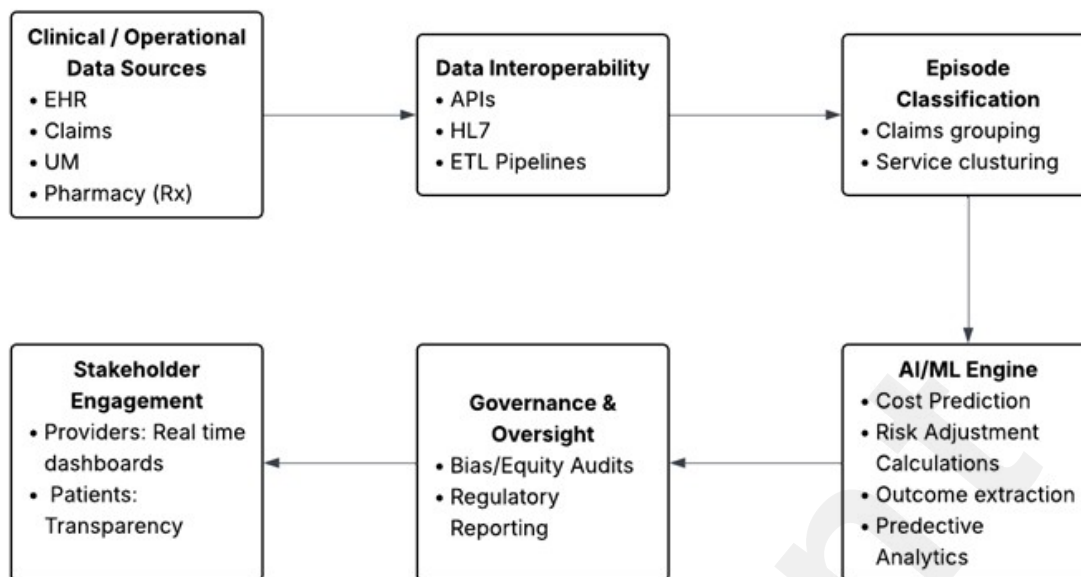 Clinical / Operational
Data Sources
• EHR
• Claims
• UM
• Pharmacy (Rx)
Data Interoperability
• APIs
• HL7
• ETL Pipelines
Episode
Classification
• Claims grouping
• Service clusturing
AI/ML Engine
• Cost Prediction
• Risk Adjustment
Calculations
• Outcome extraction
• Predective
Analytics
Governance &
Oversight
• Bias/Equity Audits
• Regulatory
Reporting
Stakeholder
Engagement
• Providers: Real time
dashboards
• Patients:
Transparency